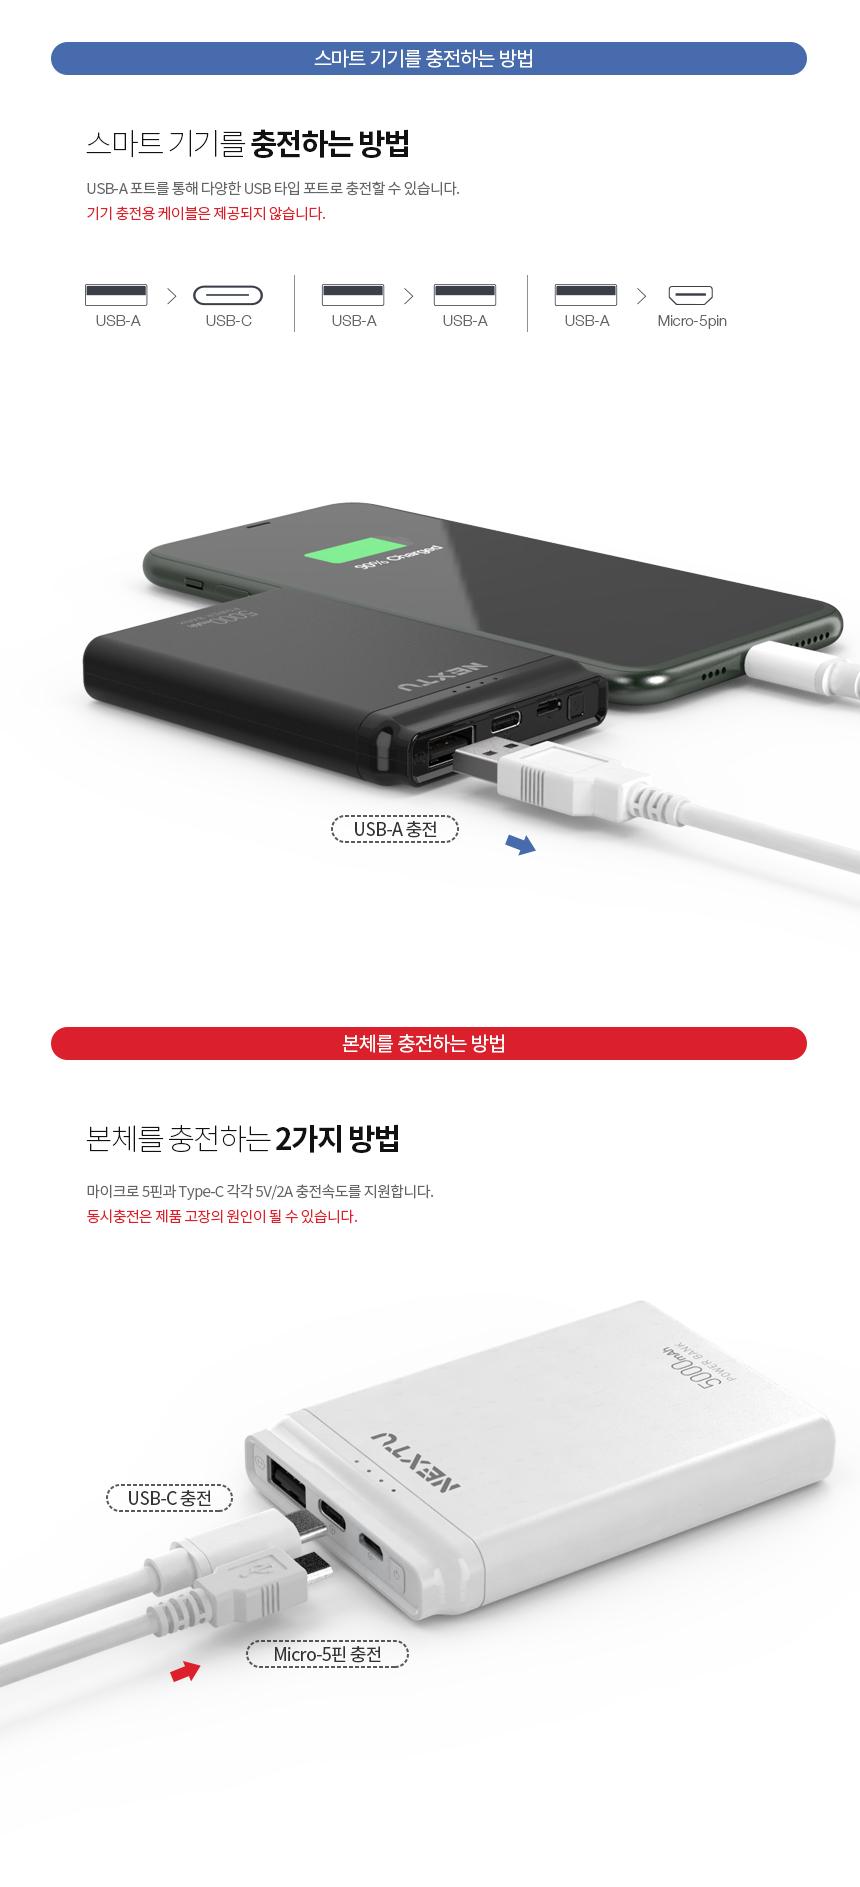 스마트 기기를 충전하는 방법
스마트 기기를 충전하는 방법
USB-A 포트를 통해 다양한 USB 타입 포트로 충전할 수 있습니다.
기기 충전용 케이블은 제공되지 않습니다.
USB-A > USB-C
USB-A > USB-A
USB-A > Micro-5pin
90% Charged
5000mAh
POWER BANK
NEXTU
USB-A 충전
본체를 충전하는 방법
본체를 충전하는 2가지 방법
마이크로 5핀과 Type-C 각각 5V/2A 충전속도를 지원합니다.
동시충전은 제품 고장의 원인이 될 수 있습니다.
5000mAh
POWER BANK
NEXTU
USB-C 충전
Micro-5핀 충전